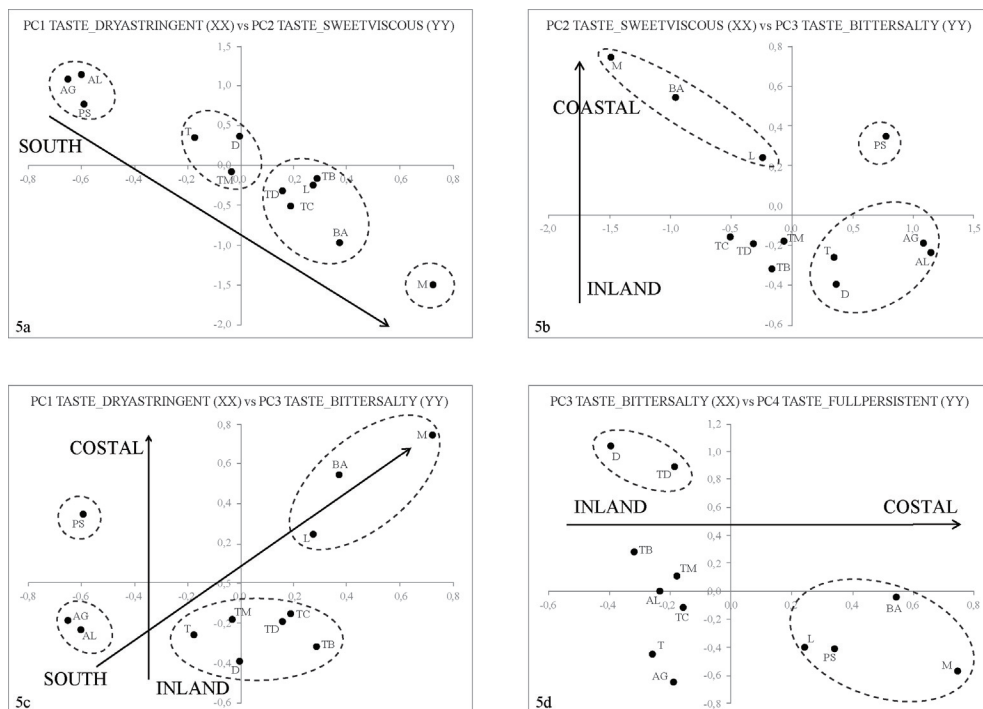 PC1 TASTE_DRYASTRINGENT (XX) vs PC2 TASTE_SWEETVISCOUS (YY)
1,5
AG AL
1,0
PS
0,5
T D
SOUTH
0,0
-0,8 -0,6 -0,4 -0,2 0,0 0,2 0,4 0,6 0,8
TM TB
TD L
-0,5 TC
BA
-1,0
-1,5 M
-2,0
5a
PC2 TASTE_SWEETVISCOUS (XX) vs PC3 TASTE_BITTERSALTY (YY)
0,8
M
0,6
BA
COASTAL
0,4
PS
L
0,2
0,0
-1,5 -1,0 -0,5 0,0 0,5 1,0 1,5
TC TD TM AG
-0,2 T AL
TB
INLAND
-0,4 D
-0,6
5b
PC1 TASTE_DRYASTRINGENT (XX) vs PC3 TASTE_BITTERSALTY (YY)
0,8
M
COSTAL
0,6
BA
0,4
PS
0,2 L
-0,8 -0,6 -0,4 -0,2 0,0 0,2 0,4 0,6 0,8
AG TM TC
AL T -0,2 TD
TB
D -0,4
SOUTH INLAND
-0,6
5c
PC3 TASTE_BITTERSALTY (XX) vs PC4 TASTE_FULLPERSISTENT (YY)
1,2
D 1,0
TD 0,8
INLAND COSTAL
0,6
0,4
TB 0,2
TM
-0,6 -0,4 -0,2 0,0 0,2 0,4 0,6 0,8
AL BA
TC -0,2
T -0,4 L PS
AG -0,6 M
-0,8
5d